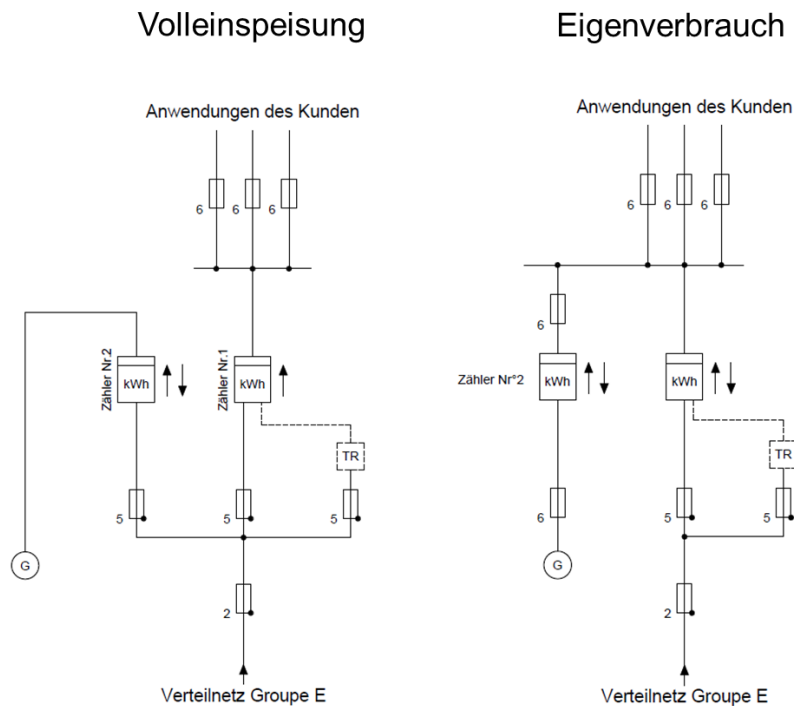 Volleinspeisung
Anwendungen des Kunden
6 6 6
Zähler Nr.2
kWh
Zähler Nr.1
kWh
TR
5 5 5
G
2
Verteilnetz Groupe E
Eigenverbrauch
Anwendungen des Kunden
6 6 6
6
Zähler Nr°2
kWh
kWh
TR
6 5 5
G
2
Verteilnetz Groupe E